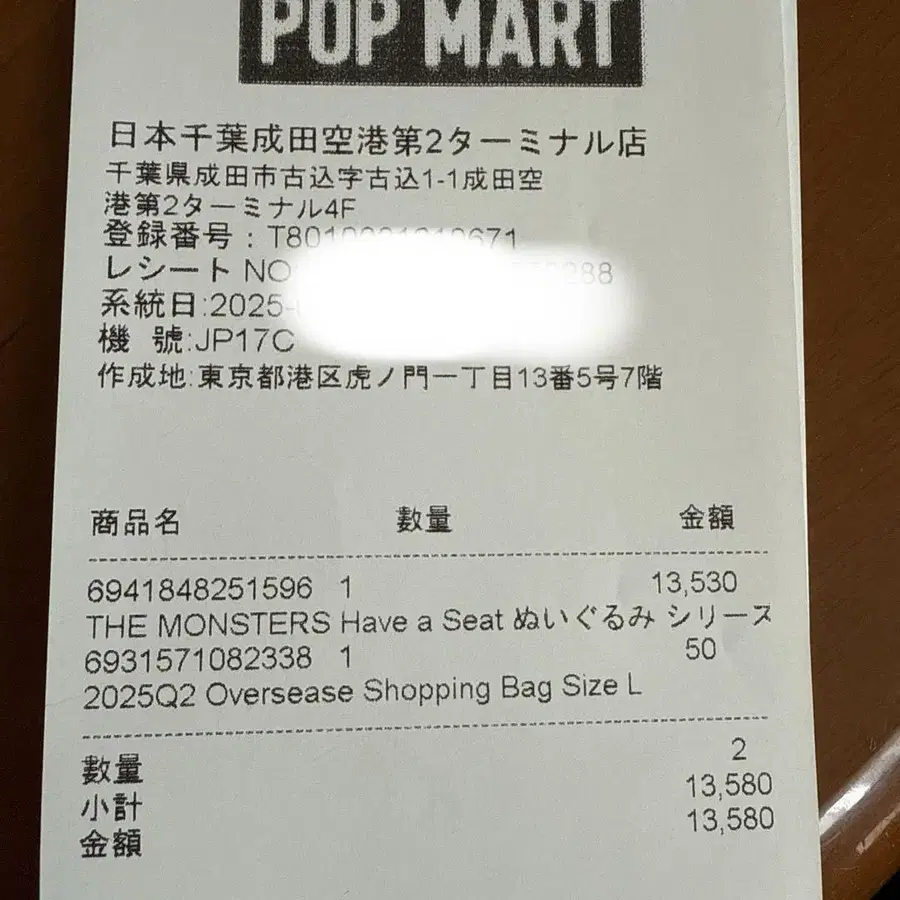 POP MART
日本千葉成田空港第2ターミナル店
千葉県成田市古込字古込1-1成田空
港第2ターミナル4F
登録番号:
レシート NO
系統日:2025-
機 號:JP17C
作成地:東京都港区虎ノ門一丁目13番5号7階
商品名 數量 金額
6941848251596 1 13,530
THE MONSTERS Have a Seat ぬいぐるみ シリーズ
6931571082338 1 50
2025Q2 Oversease Shopping Bag Size L
數量 2
小計 13,580
金額 13,580